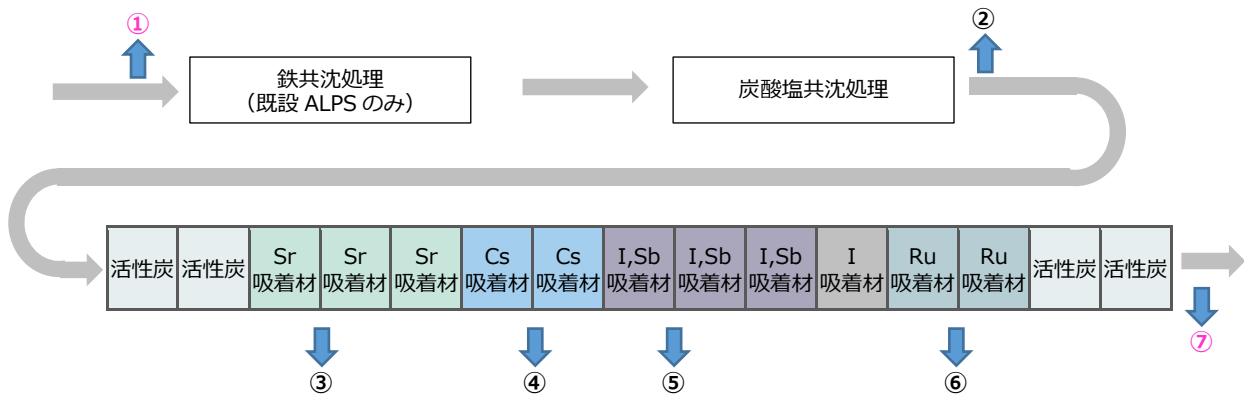 ①
②
鉄共沈処理
（既設 ALPS のみ）
炭酸塩共沈処理
活性炭
活性炭
Sr
吸着材
Sr
吸着材
Sr
吸着材
Cs
吸着材
Cs
吸着材
I,Sb
吸着材
I,Sb
吸着材
I,Sb
吸着材
I
吸着材
Ru
吸着材
Ru
吸着材
活性炭
活性炭
⑦
③
④
⑤
⑥